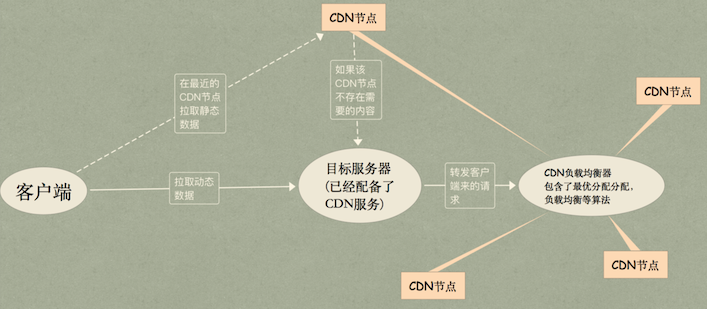 CDN节点
在最近的
CDN节点
拉取静态
数据
如果该
CDN节点
不存在需
要的内容
CDN节点
客户端
拉取动态
数据
目标服务器
(已经配备了
CDN服务)
转发客户
端来的请
求
CDN负载均衡器
包含了最优分配分配，
负载均衡等算法
CDN节点
CDN节点